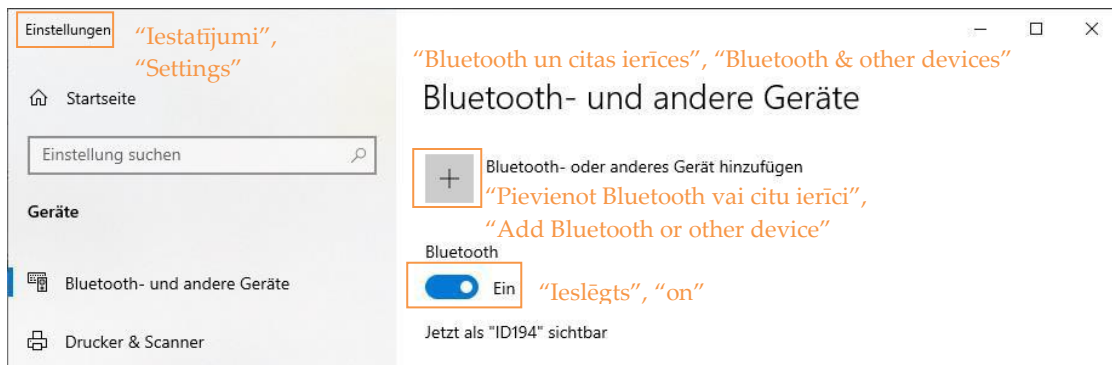 Einstellungen
“Iestatījumi”,
“Settings”
Startseite
Einstellung suchen
Geräte
Bluetooth- und andere Geräte
Drucker & Scanner
“Bluetooth un citas ierīces”, “Bluetooth & other devices”
Bluetooth- und andere Geräte
Bluetooth- oder anderes Gerät hinzufügen
“Pievienot Bluetooth vai citu ierīci”,
“Add Bluetooth or other device”
Bluetooth
Ein “Ieslēgts”, “on”
Jetzt als "ID194" sichtbar